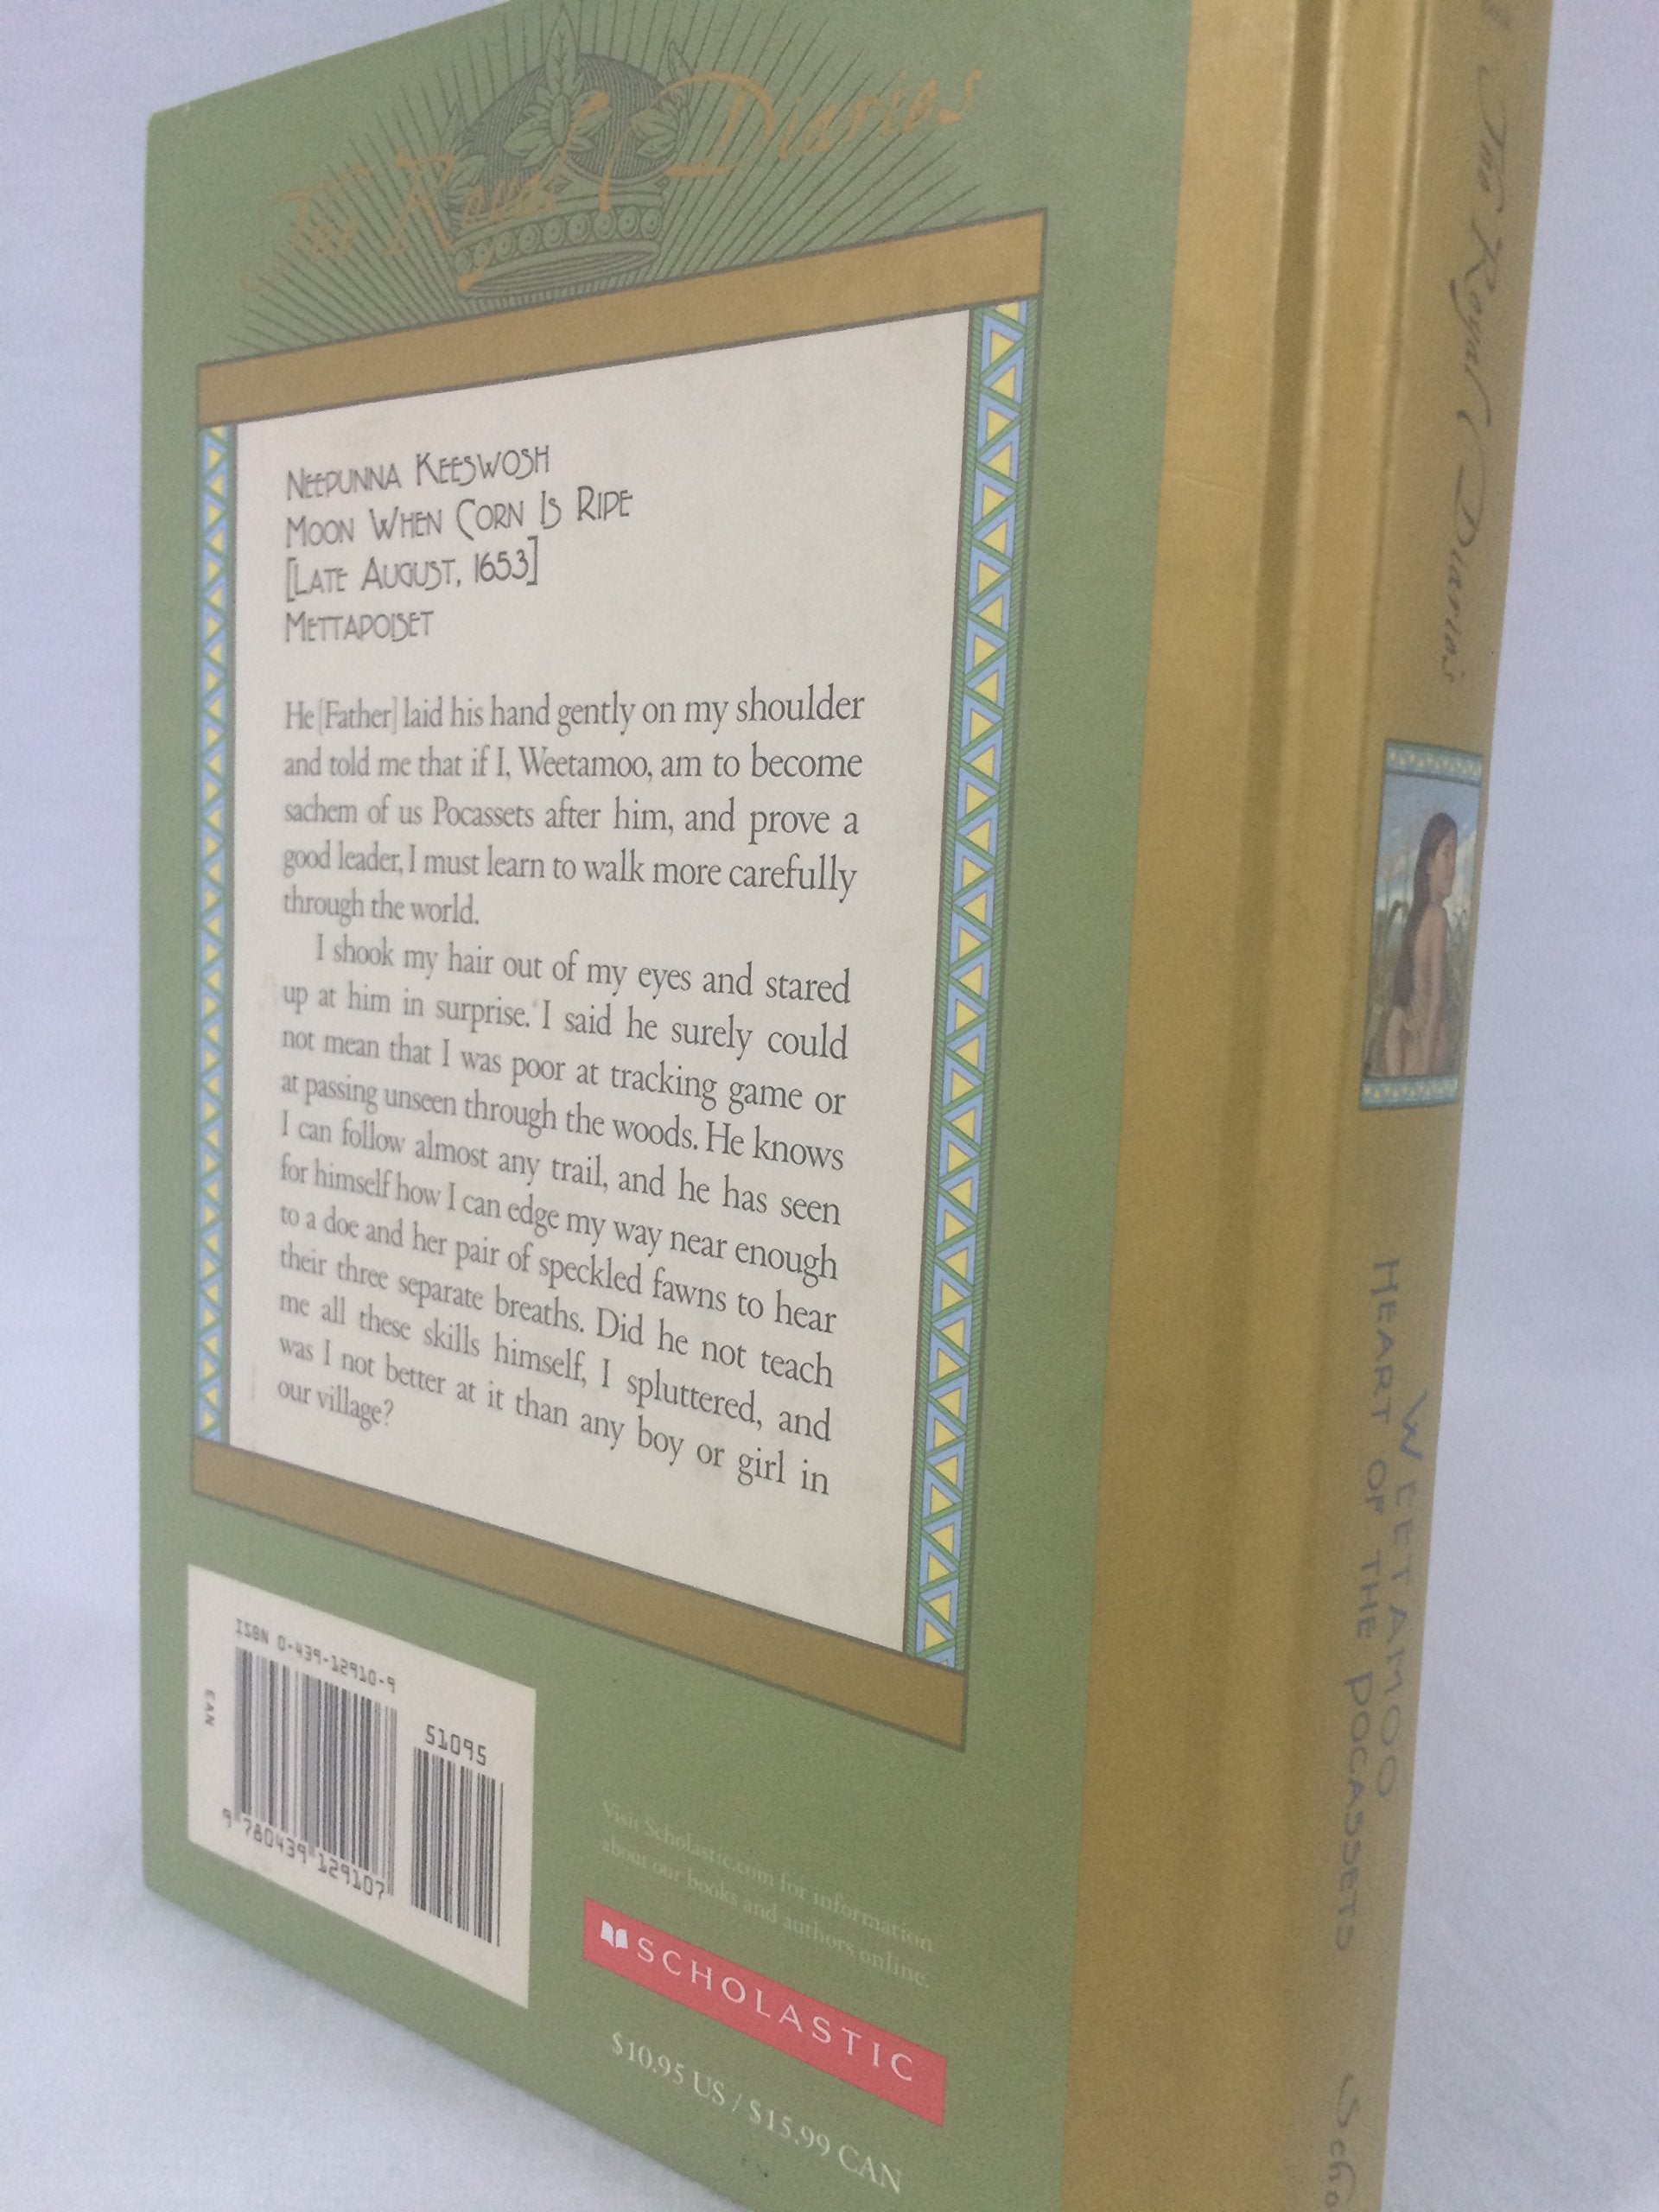 The Royal Diaries
NEEPUNNA KEESWOSH
MOON WHEN CORN IS RIPE
[LATE AUGUST, 1653]
METTAPOISET
He [Father] laid his hand gently on my shoulder
and told me that if I, Weetamoo, am to become
sachem of us Pocassets after him, and prove a
good leader, I must learn to walk more carefully
through the world.
I shook my hair out of my eyes and stared
up at him in surprise. I said he surely could
not mean that I was poor at tracking game or
at passing unseen through the woods. He knows
I can follow almost any trail, and he has seen
for himself how I can edge my way near enough
to a doe and her pair of speckled fawns to hear
their three separate breaths. Did he not teach
me all these skills himself, I spluttered, and
was I not better at it than any boy or girl in
our village?
ISBN 0-439-12910-9
51095
EAN
9 780439 129107
Visit Scholastic.com for information
about our books and authors online.
SCHOLASTIC
$10.95 US / $15.99 CAN
The Royal Diaries
WEETAMOO
HEART OF THE POCASSETS
Scho